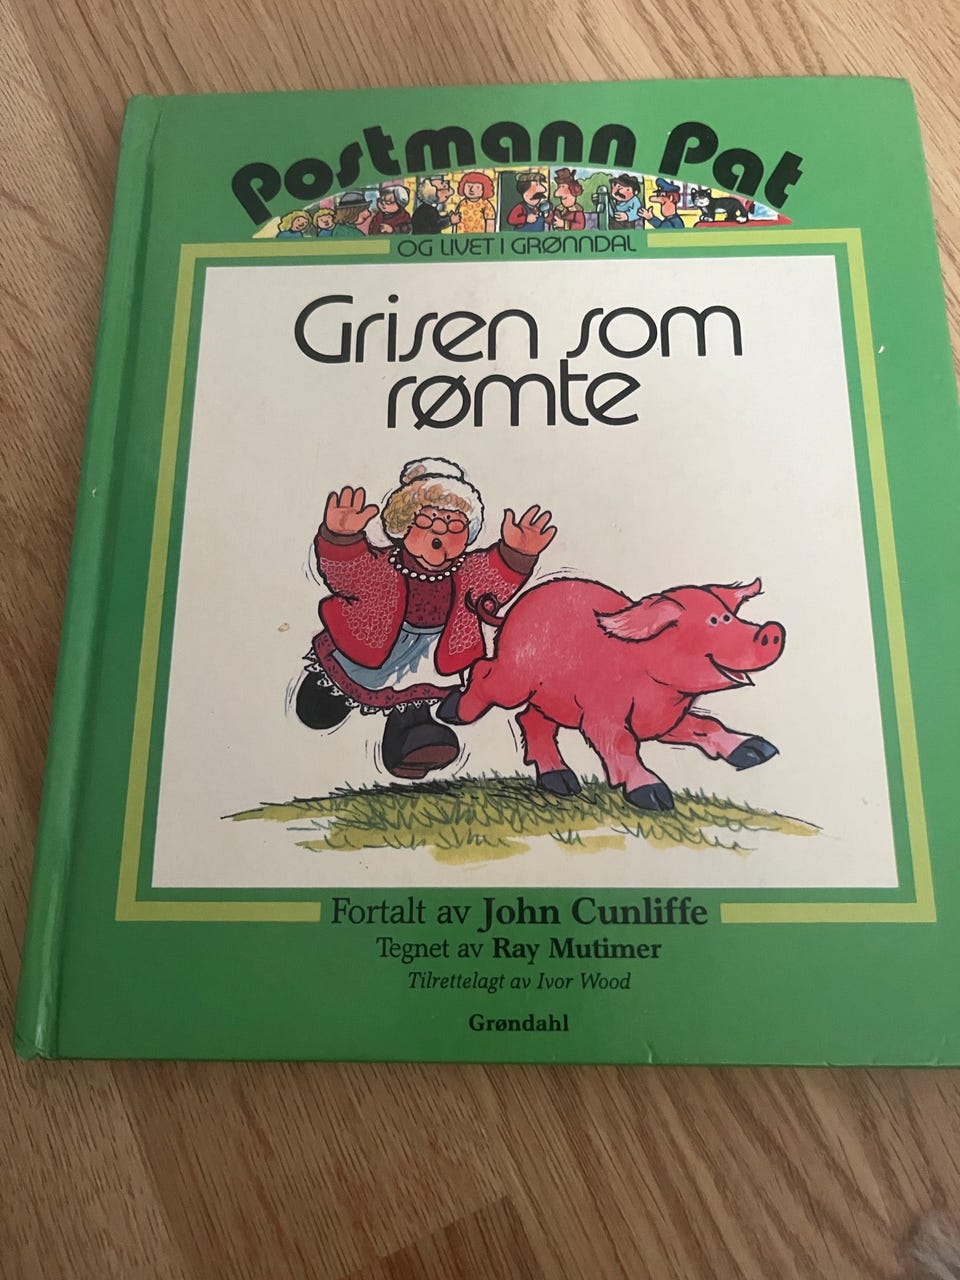 Postmann Pat
OG LIVET I GRØNNDAL
Grisen som
rømte
Fortalt av John Cunliffe
Tegnet av Ray Mutimer
Tilrettelagt av Ivor Wood
Grøndahl